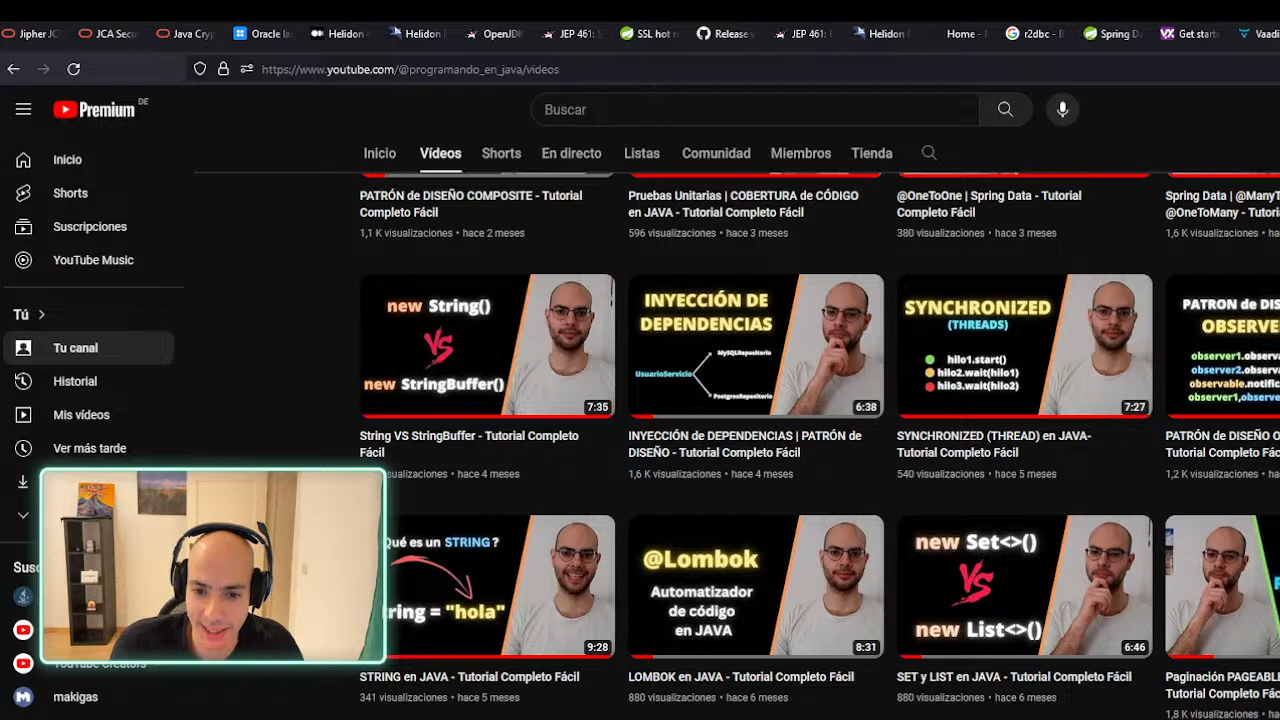 Jipher JC
JCA Secu
Java Cryp
Oracle la
Helidon
Helidon
OpenJDK
JEP 461: S
SSL hot r
Release v
JEP 461:
Helidon
Home -
r2dbc - B
Spring D
Get starte
Vaadi
https://www.youtube.com/@programando_en_java/videos
Premium DE
Buscar
Inicio
Vídeos
Shorts
En directo
Listas
Comunidad
Miembros
Tienda
Inicio
Shorts
Suscripciones
YouTube Music
Tú
Tu canal
Historial
Mis vídeos
Ver más tarde
Susc
YouTube Creators
makigas
PATRÓN de DISEÑO COMPOSITE - Tutorial
Completo Fácil
1,1 K visualizaciones • hace 2 meses
Pruebas Unitarias | COBERTURA de CÓDIGO
en JAVA - Tutorial Completo Fácil
596 visualizaciones • hace 3 meses
@OneToOne | Spring Data - Tutorial
Completo Fácil
380 visualizaciones • hace 3 meses
Spring Data | @ManyT
@OneToMany - Tutori
1,6 K visualizaciones
new String()
VS
new StringBuffer()
7:35
String VS StringBuffer - Tutorial Completo
Fácil
visualizaciones • hace 4 meses
INYECCIÓN DE
DEPENDENCIAS
MySQLRepositorio
UsuarioServicio
PostgresRepositorio
6:38
INYECCIÓN de DEPENDENCIAS | PATRÓN de
DISEÑO - Tutorial Completo Fácil
1,6 K visualizaciones • hace 4 meses
SYNCHRONIZED
(THREADS)
hilo1.start()
hilo2.wait(hilo1)
hilo3.wait(hilo2)
7:27
SYNCHRONIZED (THREAD) en JAVA-
Tutorial Completo Fácil
540 visualizaciones • hace 5 meses
PATRON de DIS
OBSERVE
observer1.observa
observer2.observa
observable.notific
observer1,observe
PATRÓN de DISEÑO O
Tutorial Completo Fác
1,2 K visualizaciones
Qué es un STRING ?
tring = "hola"
9:28
STRING en JAVA - Tutorial Completo Fácil
341 visualizaciones • hace 5 meses
@Lombok
Automatizador
de código
en JAVA
8:31
LOMBOK en JAVA - Tutorial Completo Fácil
880 visualizaciones • hace 6 meses
new Set<>()
VS
new List<>()
6:46
SET y LIST en JAVA - Tutorial Completo Fácil
880 visualizaciones • hace 6 meses
Paginación PAGEABLE
Tutorial Completo Fác
1,8 K visualizaciones